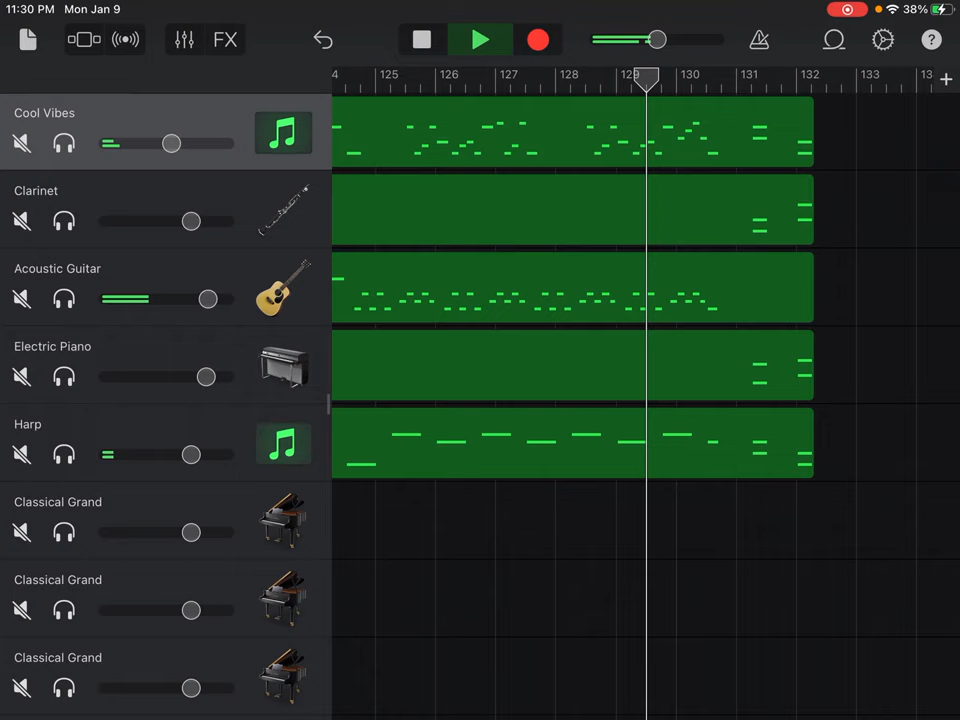 11:30 PM Mon Jan 9
38%
FX
?
4 125 126 127 128 129 130 131 132 133 13
+
Cool Vibes
Clarinet
Acoustic Guitar
Electric Piano
Harp
Classical Grand
Classical Grand
Classical Grand